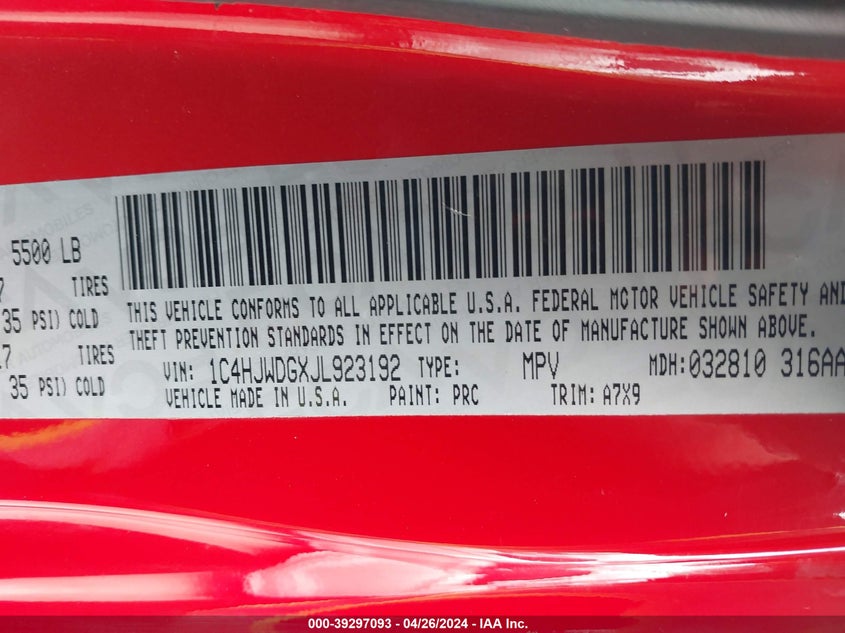 5500 LB
7 TIRES
35 PSI) COLD
THIS VEHICLE CONFORMS TO ALL APPLICABLE U.S.A. FEDERAL MOTOR VEHICLE SAFETY AND
THEFT PREVENTION STANDARDS IN EFFECT ON THE DATE OF MANUFACTURE SHOWN ABOVE.
17 TIRES
VIN: 1C4HJWDGXJL923192 TYPE: MPV MDH:032810 316AA
35 PSI) COLD
VEHICLE MADE IN U.S.A. PAINT: PRC TRIM: A7X9
000-39297093 - 04/26/2024 - IAA Inc.